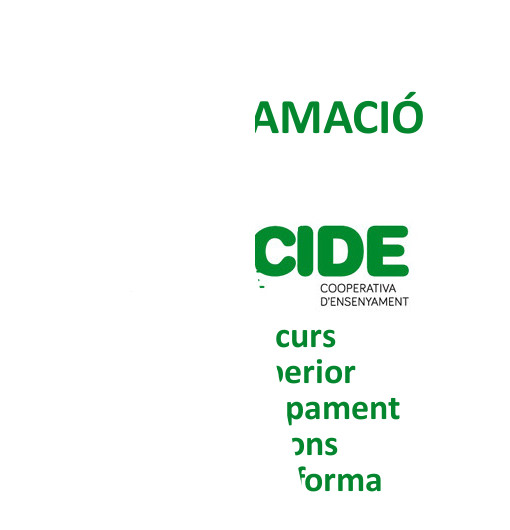 AMACIÓ
CIDE
COOPERATIVA
D'ENSENYAMENT
curs
erior
pament
ons
forma